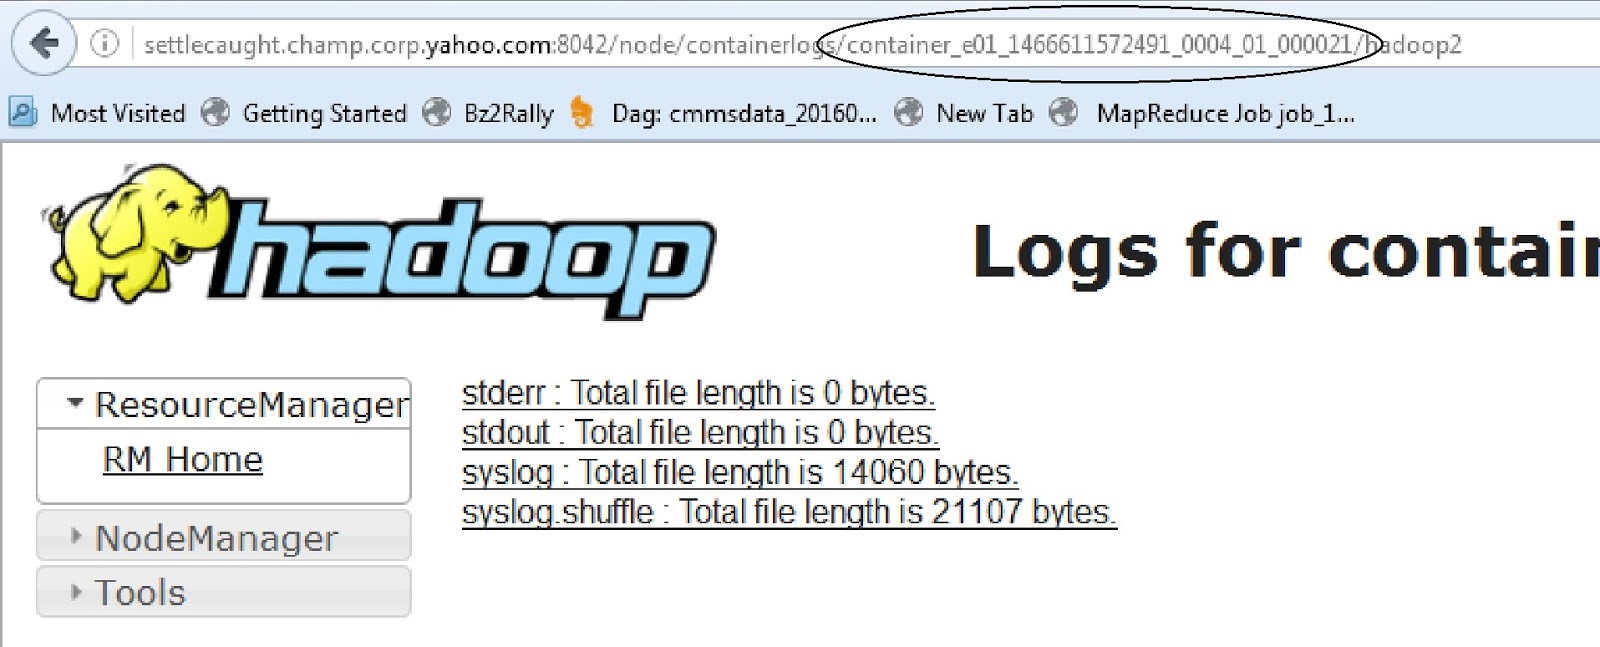 settlecaught.champ.corp.yahoo.com:8042/node/containerlogs/container_e01_1466611572491_0004_01_000021/hadoop2
Most Visited Getting Started Bz2Rally Dag: cmmsdata_20160... New Tab MapReduce Job job_1...
hadoop
Logs for contain
ResourceManager
RM Home
NodeManager
Tools
stderr : Total file length is 0 bytes.
stdout : Total file length is 0 bytes.
syslog : Total file length is 14060 bytes.
syslog.shuffle : Total file length is 21107 bytes.